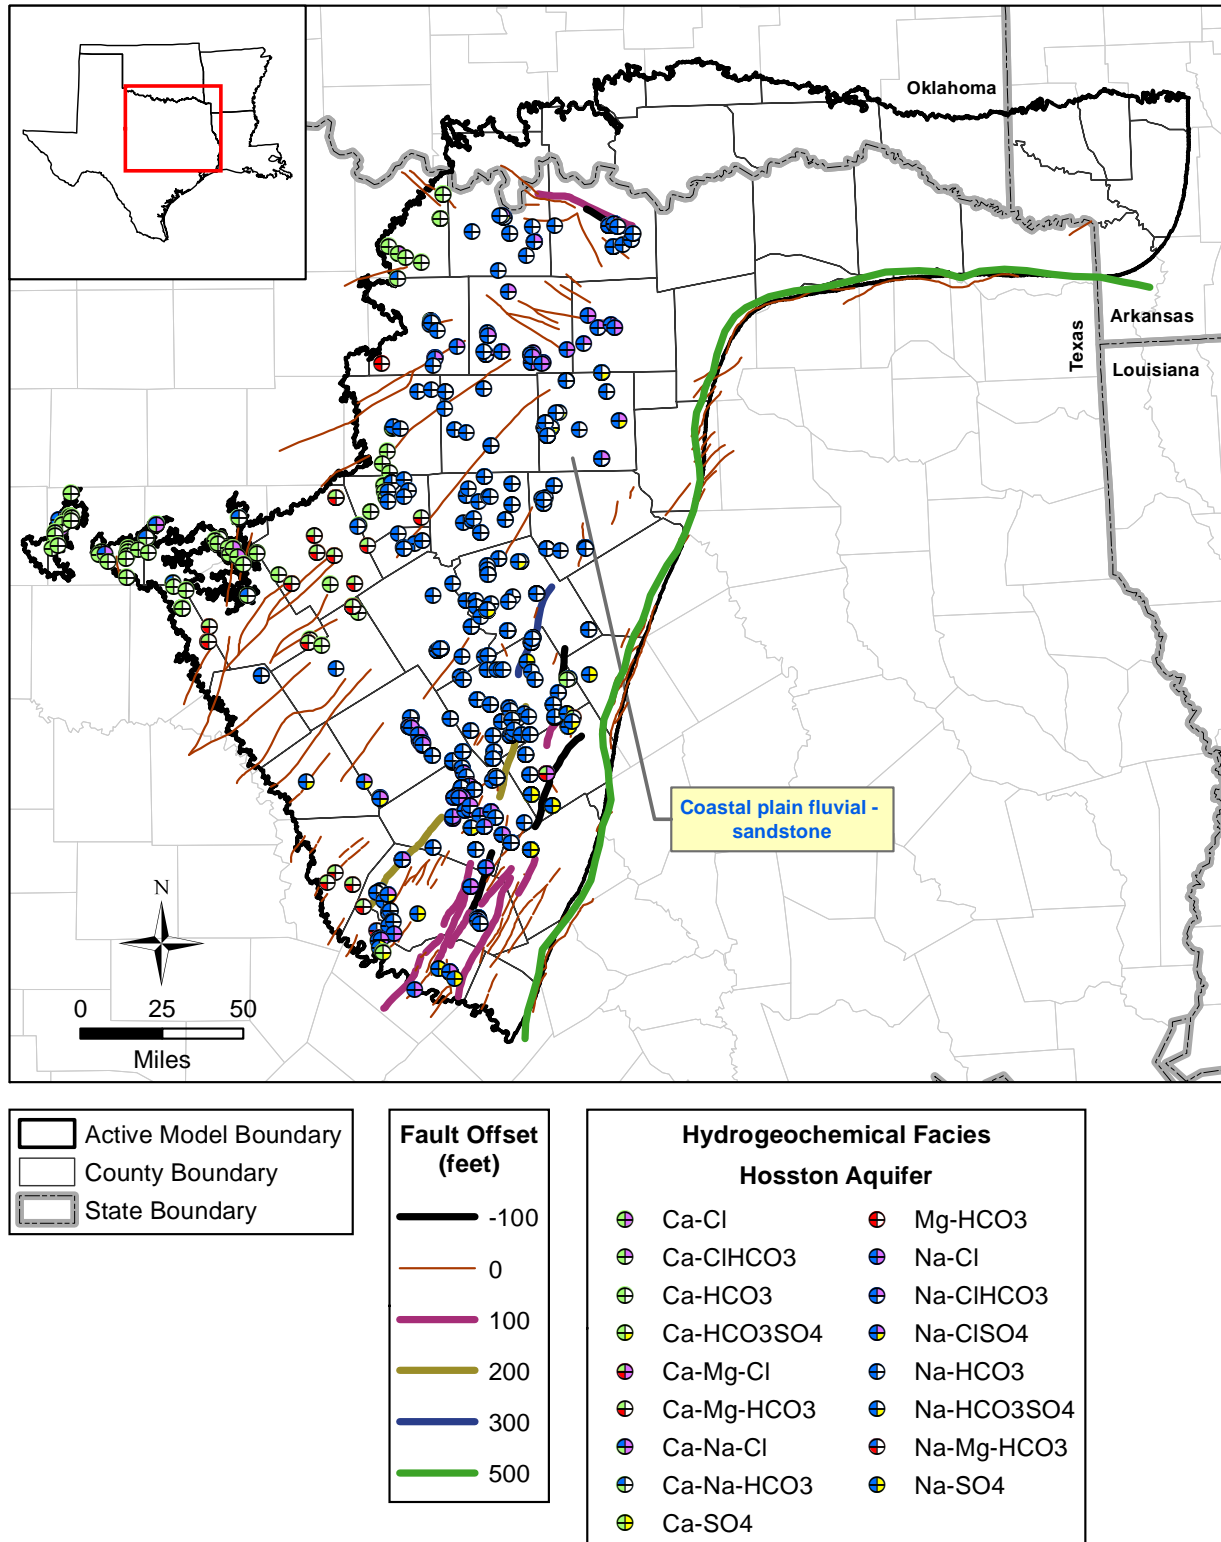 Oklahoma
Texas
Arkansas
Louisiana
Coastal plain fluvial -
sandstone
N
0 25 50
Miles
Active Model Boundary
County Boundary
State Boundary
Fault Offset
(feet)
-100
0
100
200
300
500
Hydrogeochemical Facies
Hosston Aquifer
Ca-Cl
Ca-ClHCO3
Ca-HCO3
Ca-HCO3SO4
Ca-Mg-Cl
Ca-Mg-HCO3
Ca-Na-Cl
Ca-Na-HCO3
Ca-SO4
Mg-HCO3
Na-Cl
Na-ClHCO3
Na-ClSO4
Na-HCO3
Na-HCO3SO4
Na-Mg-HCO3
Na-SO4